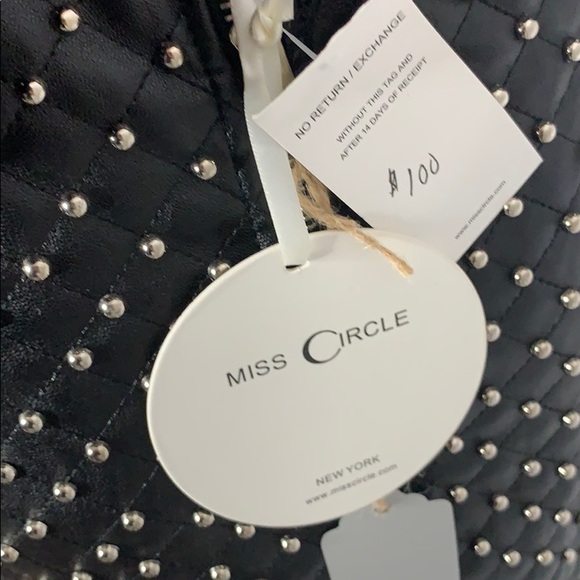 NO RETURN / EXCHANGE
WITHOUT THIS TAG AND
AFTER 14 DAYS OF RECEIPT
$100
www.misscircle.com
MISS CIRCLE
NEW YORK
www.misscircle.com